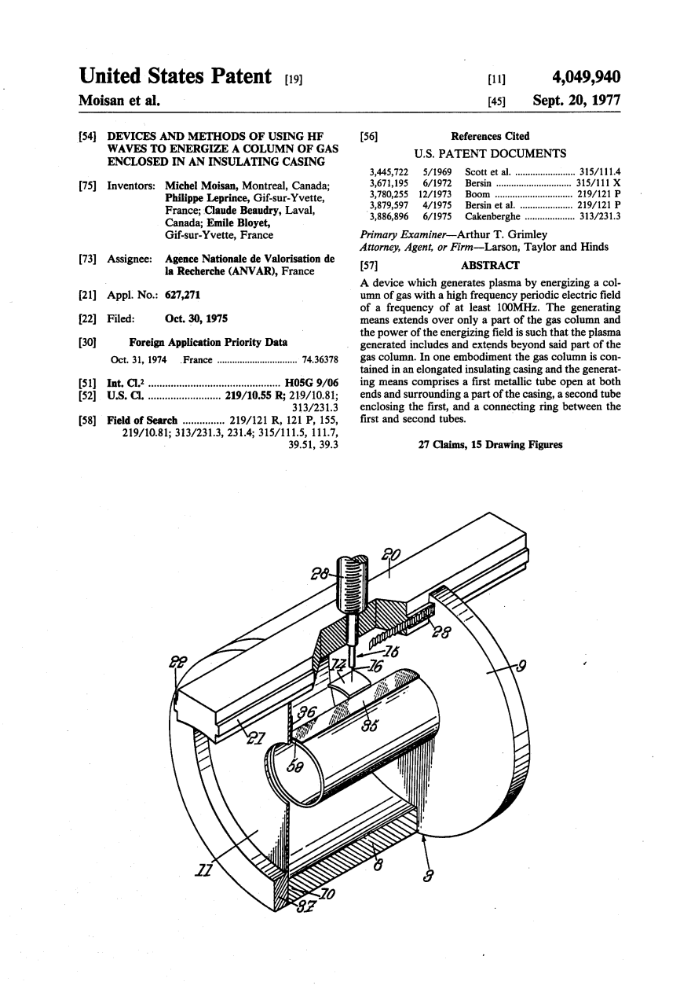 United States Patent [19]
[11] 4,049,940
Moisan et al.
[45] Sept. 20, 1977
[54] DEVICES AND METHODS OF USING HF
WAVES TO ENERGIZE A COLUMN OF GAS
ENCLOSED IN AN INSULATING CASING
[75] Inventors: Michel Moisan, Montreal, Canada;
Philippe Leprince, Gif-sur-Yvette,
France; Claude Beaudry, Laval,
Canada; Emile Bloyet,
Gif-sur-Yvette, France
[73] Assignee: Agence Nationale de Valorisation de
la Recherche (ANVAR), France
[21] Appl. No.: 627,271
[22] Filed: Oct. 30, 1975
[30] Foreign Application Priority Data
Oct. 31, 1974 France ................................ 74.36378
[51] Int. Cl.² ............................................ H05G 9/06
[52] U.S. Cl. .......................... 219/10.55 R; 219/10.81;
313/231.3
[58] Field of Search ............... 219/121 R, 121 P, 155,
219/10.81; 313/231.3, 231.4; 315/111.5, 111.7,
39.51, 39.3
[56] References Cited
U.S. PATENT DOCUMENTS
3,445,722 5/1969 Scott et al. ........................ 315/111.4
3,671,195 6/1972 Bersin .............................. 315/111 X
3,780,255 12/1973 Boom ............................... 219/121 P
3,879,597 4/1975 Bersin et al. ...................... 219/121 P
3,886,896 6/1975 Cakenberghe .................... 313/231.3
Primary Examiner—Arthur T. Grimley
Attorney, Agent, or Firm—Larson, Taylor and Hinds
[57] ABSTRACT
A device which generates plasma by energizing a col-
umn of gas with a high frequency periodic electric field
of a frequency of at least 100MHz. The generating
means extends over only a part of the gas column and
the power of the energizing field is such that the plasma
generated includes and extends beyond said part of the
gas column. In one embodiment the gas column is con-
tained in an elongated insulating casing and the generat-
ing means comprises a first metallic tube open at both
ends and surrounding a part of the casing, a second tube
enclosing the first, and a connecting ring between the
first and second tubes.
27 Claims, 15 Drawing Figures
20
28
23
15
22
14
16
9
36
35
21
58
11
8
3
10
37